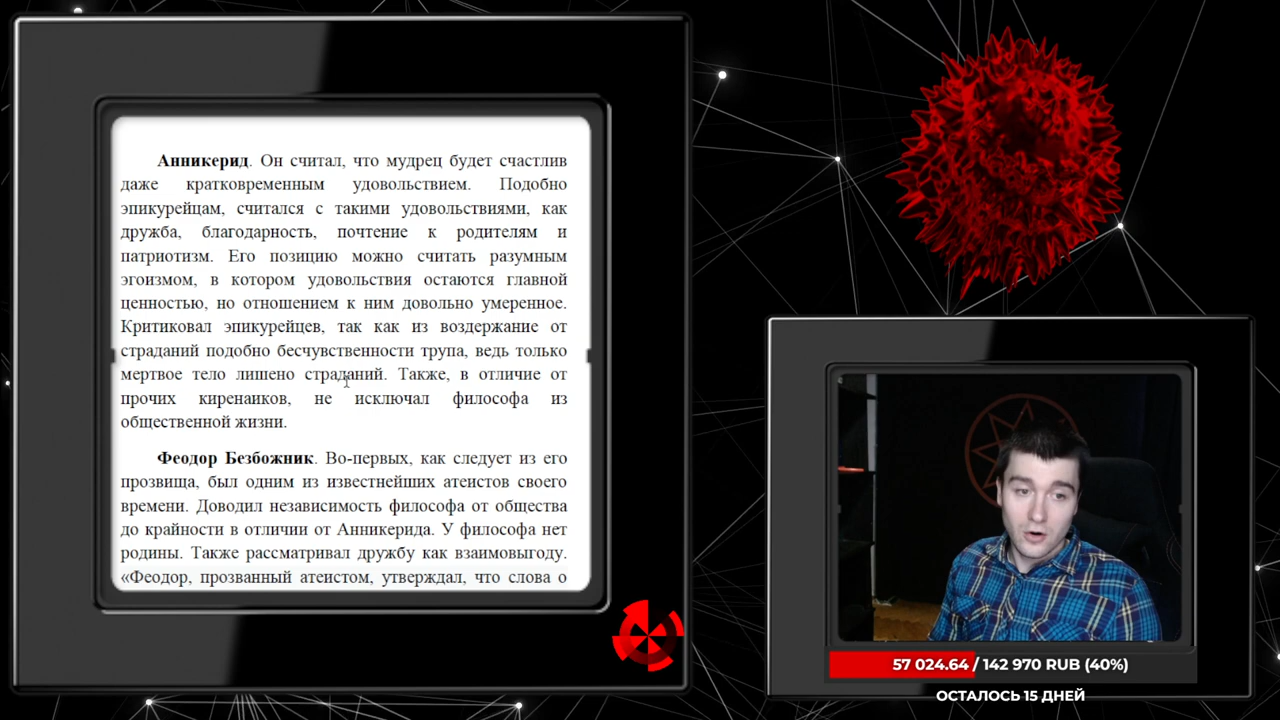 Анникерид. Он считал, что мудрец будет счастлив
даже кратковременным удовольствием. Подобно
эпикурейцам, считался с такими удовольствиями, как
дружба, благодарность, почтение к родителям и
патриотизм. Его позицию можно считать разумным
эгоизмом, в котором удовольствия остаются главной
ценностью, но отношением к ним довольно умеренное.
Критиковал эпикурейцев, так как из воздержание от
страданий подобно бесчувственности трупа, ведь только
мертвое тело лишено страданий. Также, в отличие от
прочих киренаиков, не исключал философа из
общественной жизни.
Феодор Безбожник. Во-первых, как следует из его
прозвища, был одним из известнейших атеистов своего
времени. Доводил независимость философа от общества
до крайности в отличии от Анникерида. У философа нет
родины. Также рассматривал дружбу как взаимовыгоду.
«Феодор, прозванный атеистом, утверждал, что слова о
57 024.64 / 142 970 RUB (40%)
ОСТАЛОСЬ 15 ДНЕЙ